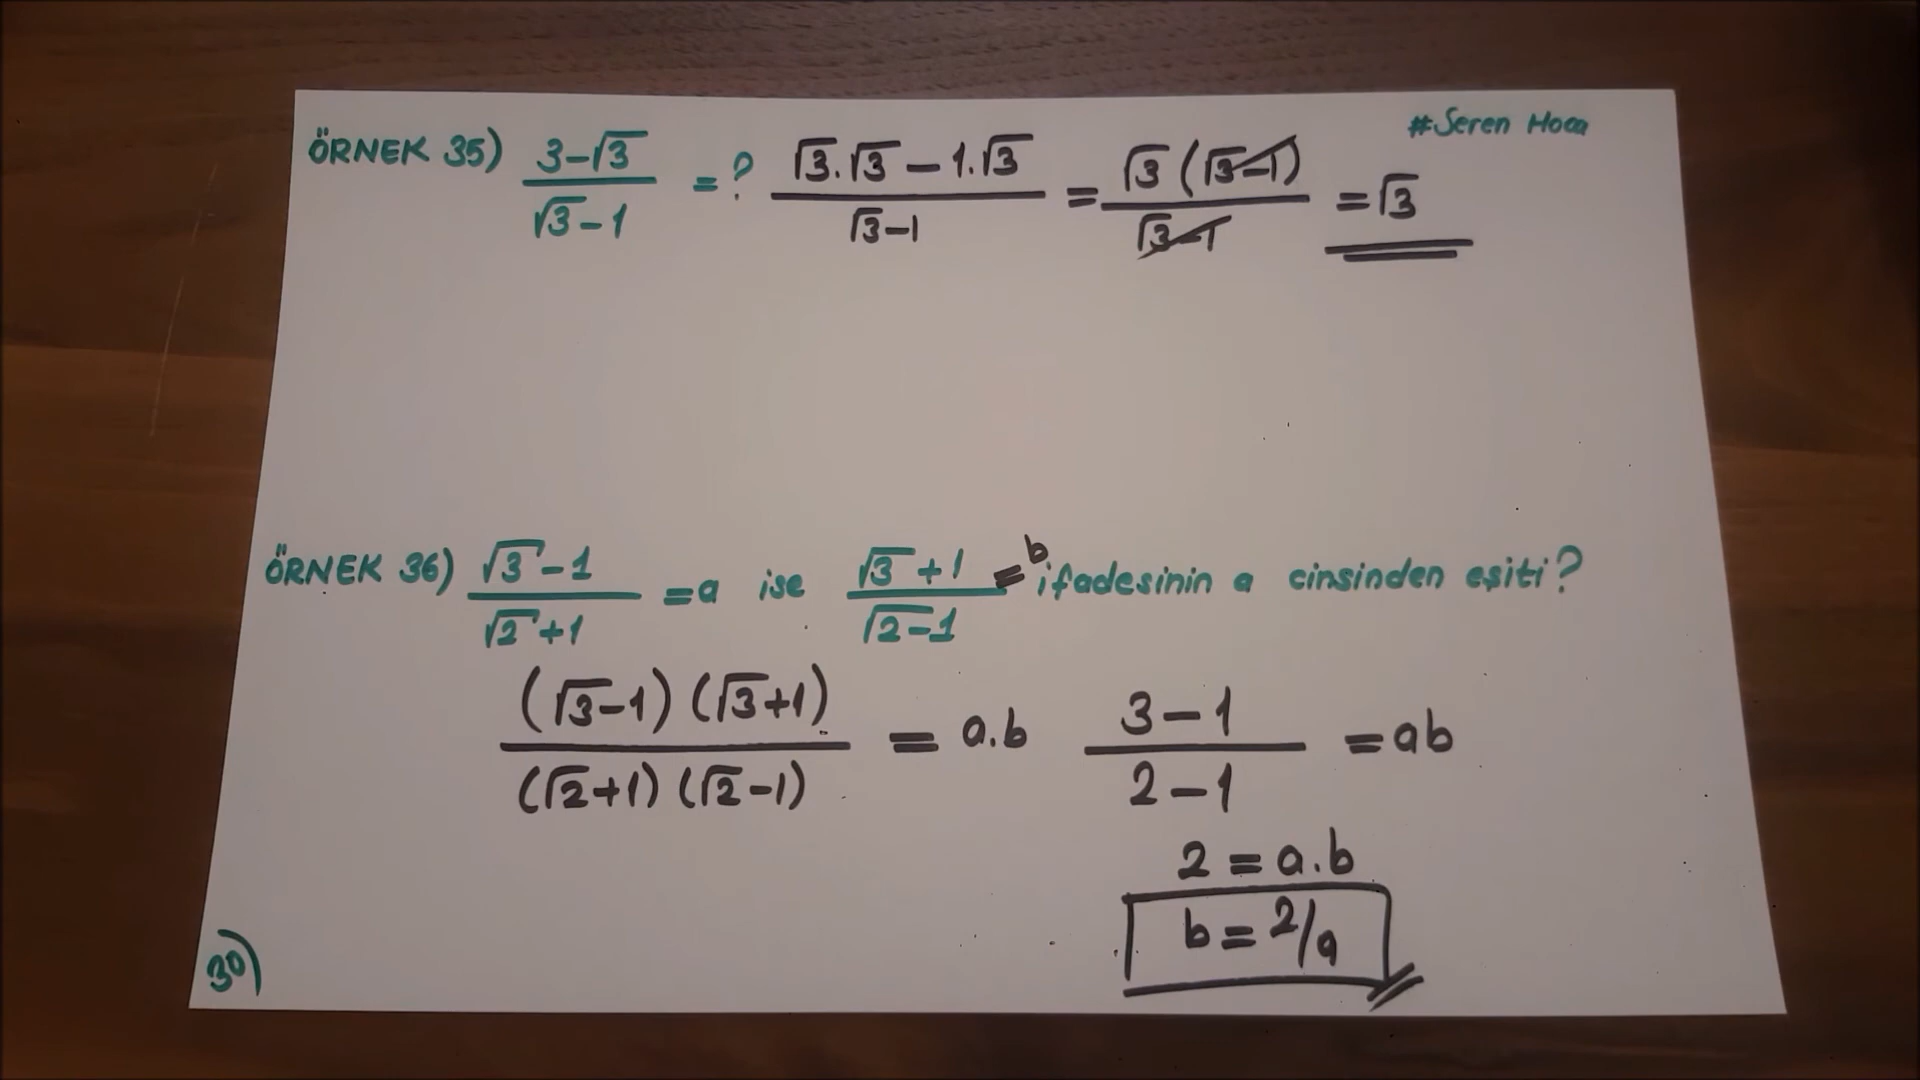 #Seren Hoca
ÖRNEK 35) (3-√3)/(√3-1) = ? (√3.√3-1.√3)/(√3-1) = (√3(√3-1))/(√3-1) = √3
ÖRNEK 36) (√3-1)/(√2+1) = a ise (√3+1)/(√2-1) = b ifadesinin a cinsinden eşiti?
((√3-1)(√3+1))/((√2+1)(√2-1)) = a.b (3-1)/(2-1) = ab
2 = a.b
b = 2/a
30)